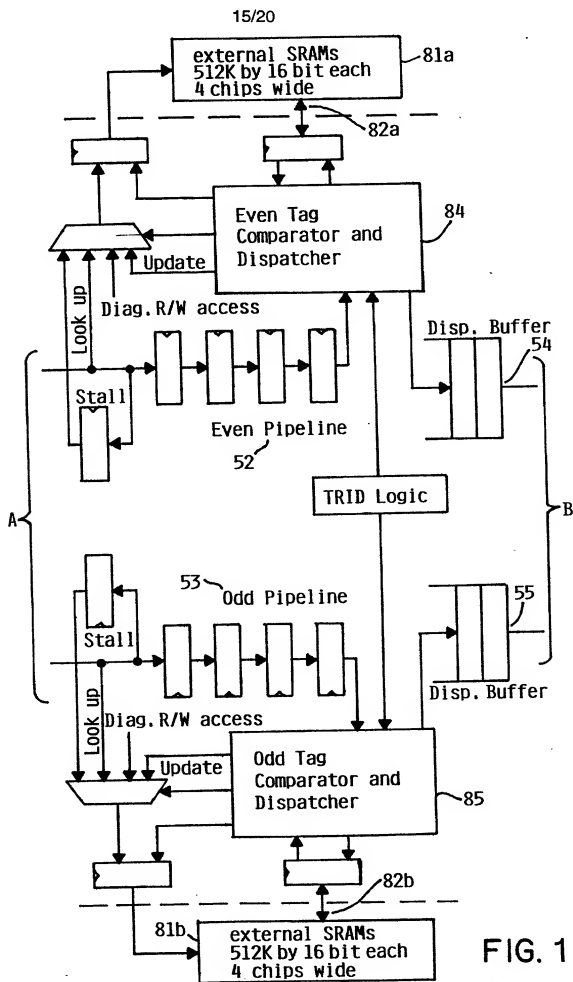 15/20
external SRAMs
512K by 16 bit each
4 chips wide
81a
82a
Even Tag
Comparator and
Dispatcher
84
Update
Look up
Diag. R/W access
Disp. Buffer
54
Stall
Even Pipeline
52
A
TRID Logic
B
53
Odd Pipeline
55
Stall
Disp. Buffer
Look up
Diag. R/W access
Update
Odd Tag
Comparator and
Dispatcher
85
82b
81b
external SRAMs
512K by 16 bit each
4 chips wide
FIG. 1